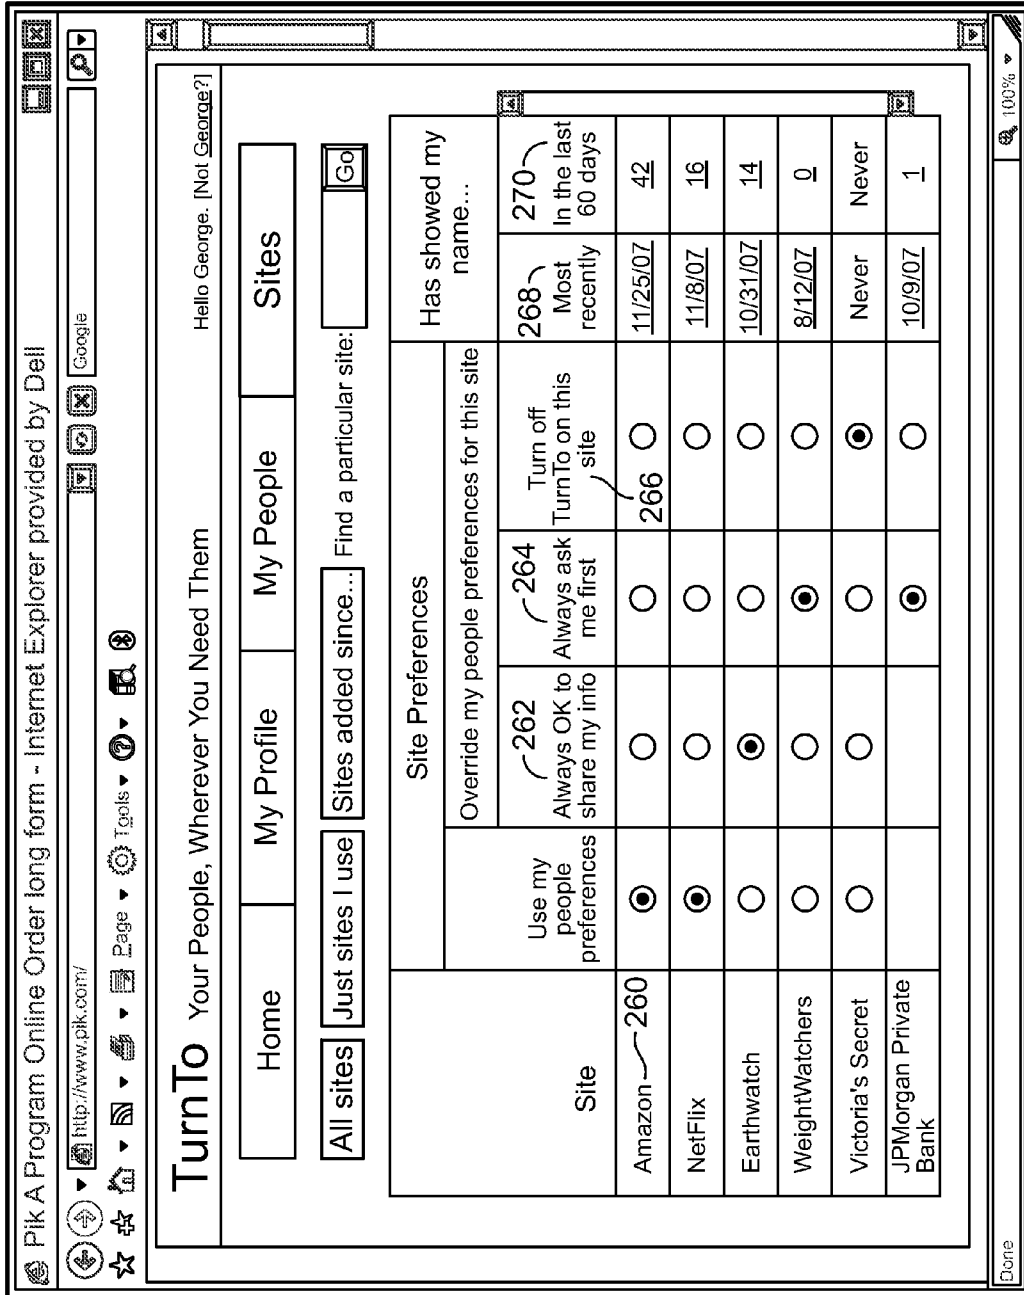 Pik A Program Online Order long form - Internet Explorer provided by Dell
http://www.pik.com/
Google
Page Tools
TurnTo Your People, Wherever You Need Them
Hello George. [Not George?]
Home My Profile My People Sites
All sites Just sites I use Sites added since... Find a particular site: Go
Site Preferences
Has showed my
name...
Override my people preferences for this site
Site
Use my
people
preferences
262
Always OK to
share my info
264
Always ask
me first
Turn off
TurnTo on this
site
266
268
Most
recently
270
In the last
60 days
Amazon 260 11/25/07 42
NetFlix 11/8/07 16
Earthwatch 10/31/07 14
WeightWatchers 8/12/07 0
Victoria's Secret Never Never
JPMorgan Private
Bank 10/9/07 1
Done
100%